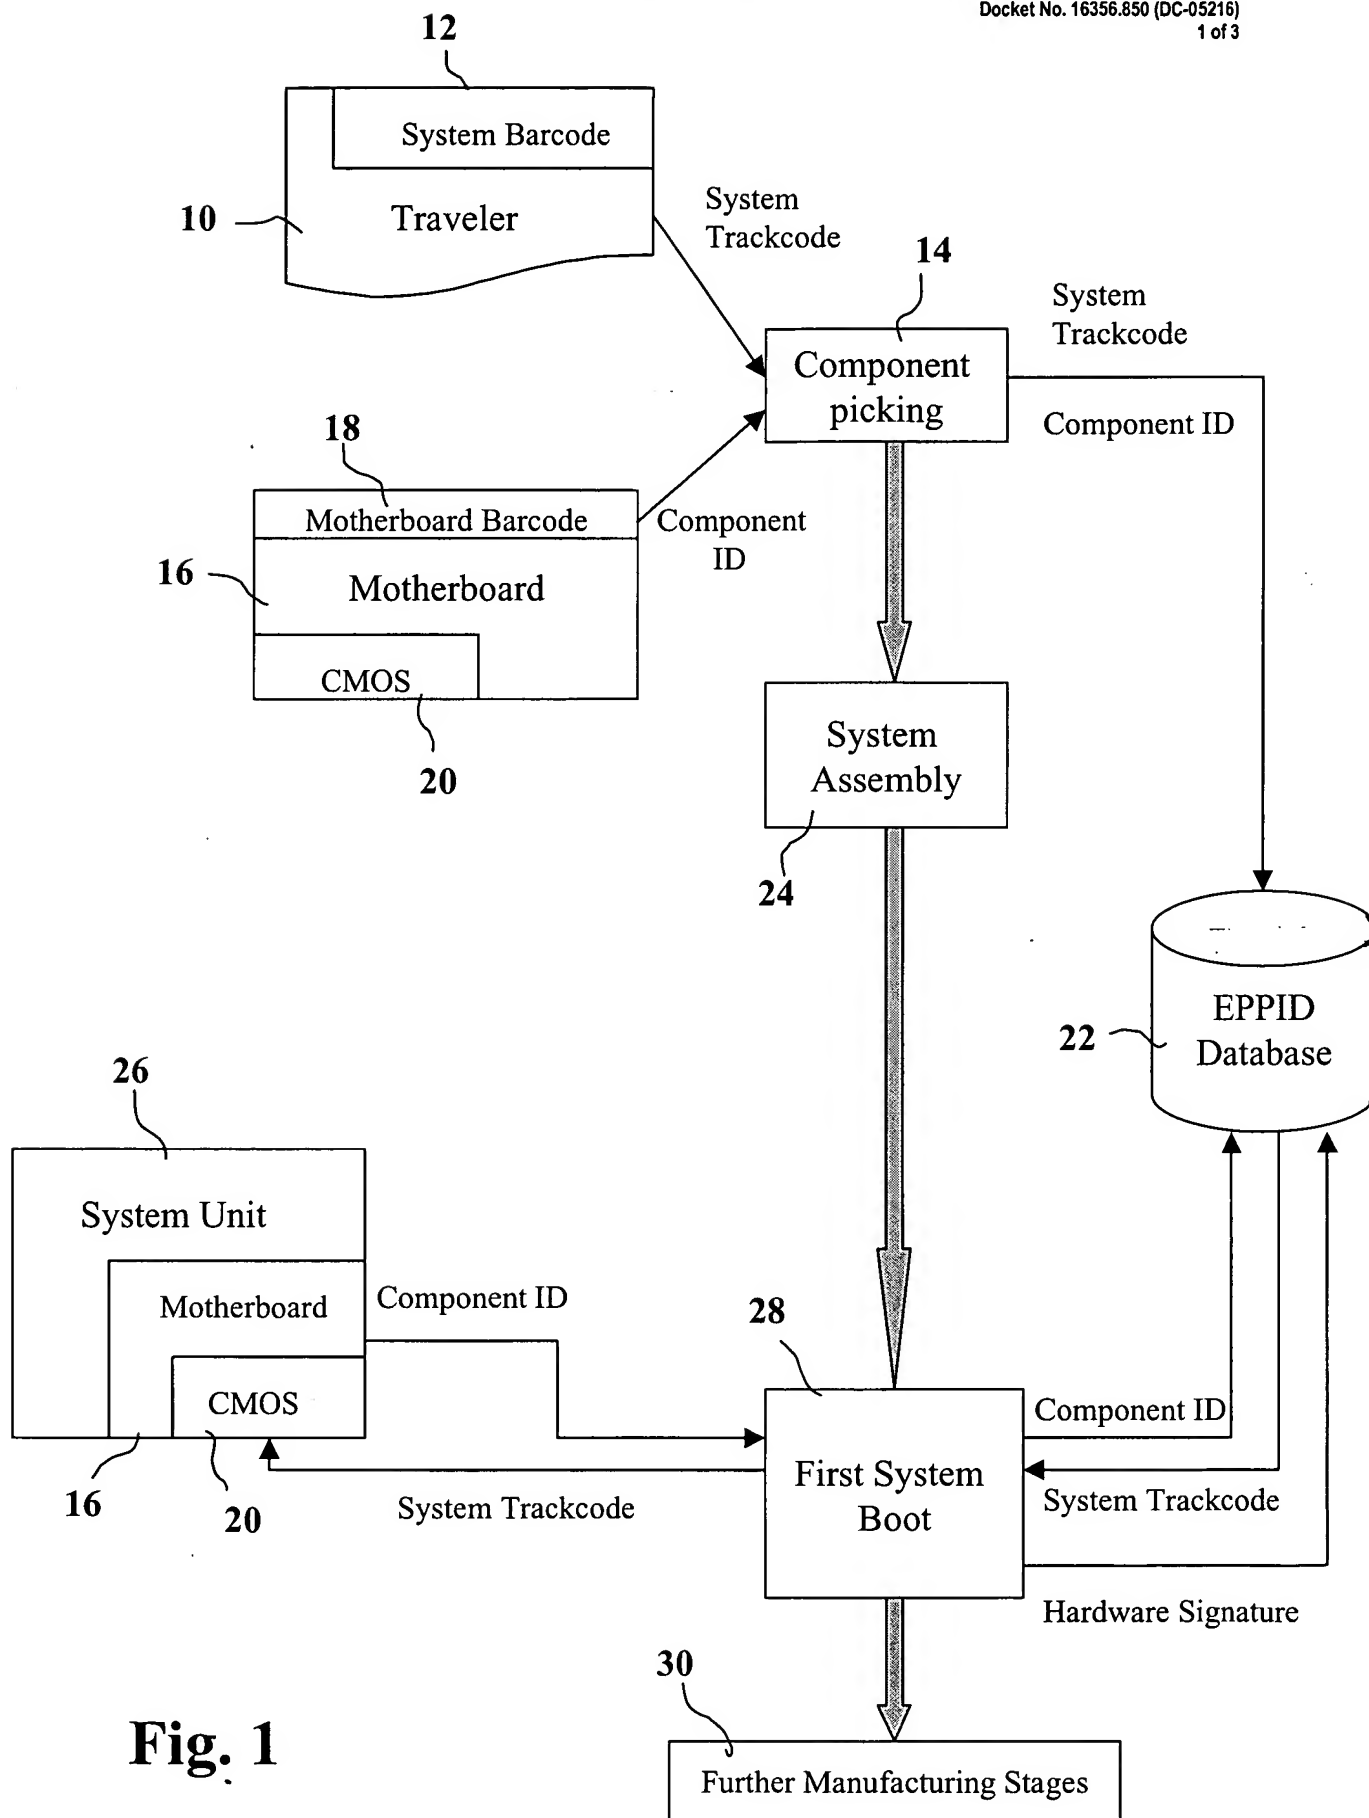 Docket No. 16356.850 (DC-05216)
1 of 3
12
System Barcode
10
Traveler
System
Trackcode
14
System
Trackcode
Component
picking
Component ID
18
Motherboard Barcode
Component
ID
16
Motherboard
CMOS
20
System
Assembly
24
EPPID
Database
22
26
System Unit
Motherboard
Component ID
CMOS
16
20
System Trackcode
28
First System
Boot
Component ID
System Trackcode
Hardware Signature
30
Further Manufacturing Stages
Fig. 1